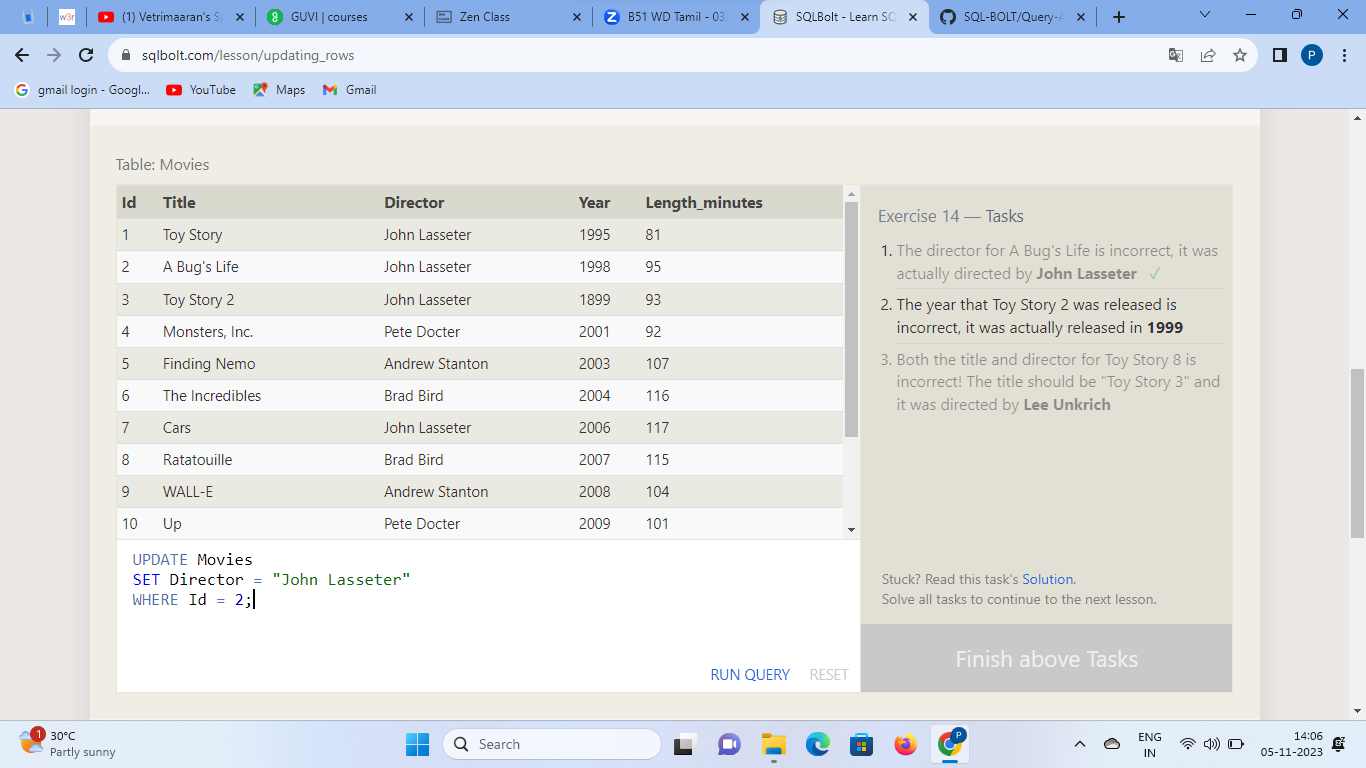 (1) Vetrimaaran's S
GUVI | courses
Zen Class
B51 WD Tamil - 03
SQLBolt - Learn SQ
SQL-BOLT/Query-A
sqlbolt.com/lesson/updating_rows
P
gmail login - Googl...
YouTube
Maps
Gmail
Table: Movies
Id Title Director Year Length_minutes
1 Toy Story John Lasseter 1995 81
2 A Bug's Life John Lasseter 1998 95
3 Toy Story 2 John Lasseter 1899 93
4 Monsters, Inc. Pete Docter 2001 92
5 Finding Nemo Andrew Stanton 2003 107
6 The Incredibles Brad Bird 2004 116
7 Cars John Lasseter 2006 117
8 Ratatouille Brad Bird 2007 115
9 WALL-E Andrew Stanton 2008 104
10 Up Pete Docter 2009 101
UPDATE Movies
SET Director = "John Lasseter"
WHERE Id = 2;
RUN QUERY RESET
Exercise 14 — Tasks
1. The director for A Bug's Life is incorrect, it was
actually directed by John Lasseter ✓
2. The year that Toy Story 2 was released is
incorrect, it was actually released in 1999
3. Both the title and director for Toy Story 8 is
incorrect! The title should be "Toy Story 3" and
it was directed by Lee Unkrich
Stuck? Read this task's Solution.
Solve all tasks to continue to the next lesson.
Finish above Tasks
1
30°C
Partly sunny
Search
P
ENG
IN
14:06
05-11-2023